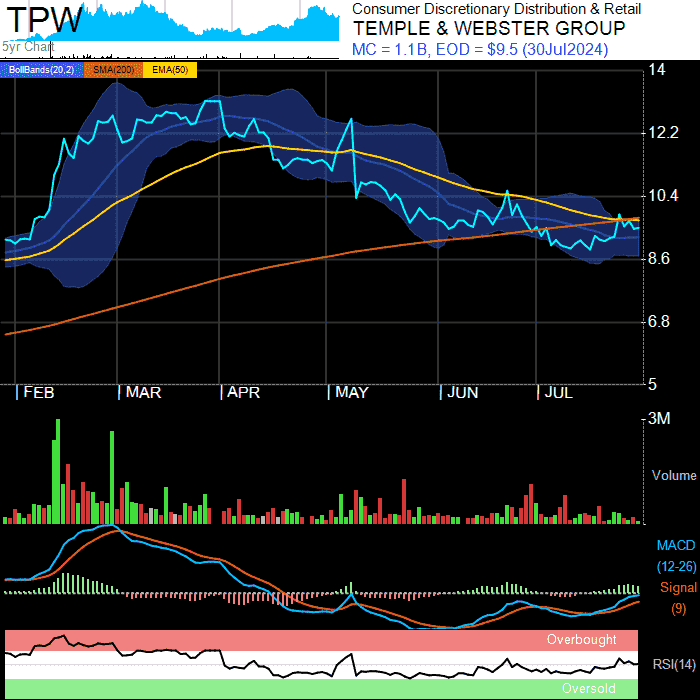 TPW
5yr Chart
Consumer Discretionary Distribution & Retail
TEMPLE & WEBSTER GROUP
MC = 1.1B, EOD = $9.5 (30Jul2024)
BollBands(20,2) SMA(200) EMA(50)
14
12.2
10.4
8.6
6.8
5
FEB MAR APR MAY JUN JUL
3M
Volume
MACD
(12-26)
Signal
(9)
Overbought
RSI(14)
Oversold